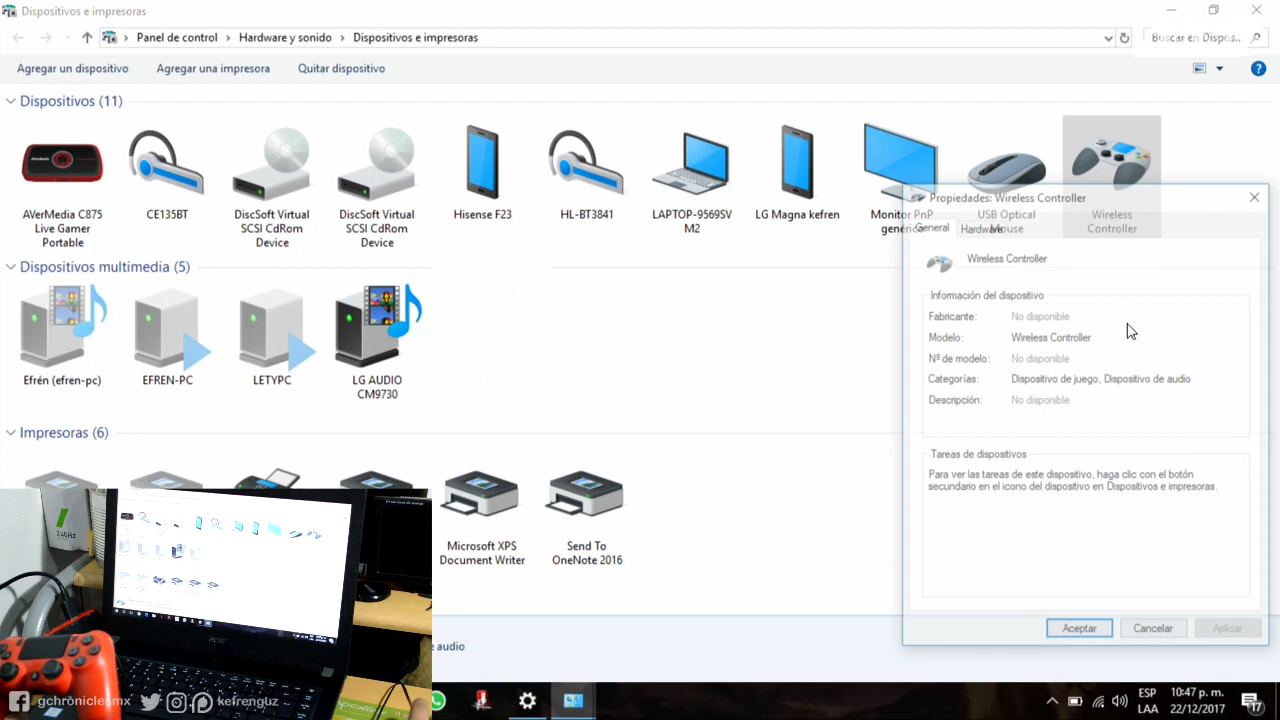 Dispositivos e impresoras
Panel de control
Hardware y sonido
Dispositivos e impresoras
Buscar en Dispos...
Agregar un dispositivo
Agregar una impresora
Quitar dispositivo
Dispositivos (11)
AVerMedia C875
Live Gamer
Portable
CE135BT
DiscSoft Virtual
SCSI CdRom
Device
DiscSoft Virtual
SCSI CdRom
Device
Hisense F23
HL-BT3841
LAPTOP-9569SV
M2
LG Magna kefren
Monitor PnP
USB Optical
Mouse
Wireless
Controller
Dispositivos multimedia (5)
Efrén (efren-pc)
EFREN-PC
LETYPC
LG AUDIO
CM9730
Impresoras (6)
Microsoft XPS
Document Writer
Send To
OneNote 2016
Propiedades: Wireless Controller
General
Hardware
Wireless Controller
Información del dispositivo
Fabricante: No disponible
Modelo: Wireless Controller
Nº de modelo: No disponible
Categorías: Dispositivo de juego, Dispositivo de audio
Descripción: No disponible
Tareas de dispositivos
Para ver las tareas de este dispositivo, haga clic con el botón
secundario en el icono del dispositivo en Dispositivos e impresoras.
Aceptar
Cancelar
Aplicar
e audio
gchroniclesmx
kefrenguz
ESP
LAA
10:47 p. m.
22/12/2017
17